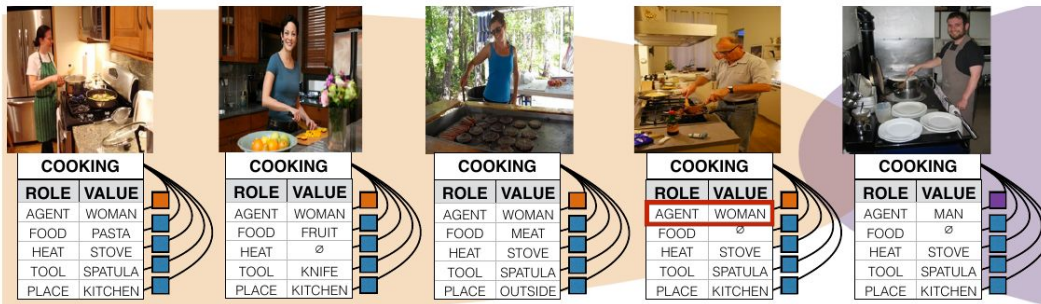 COOKING
ROLE VALUE
AGENT WOMAN
FOOD PASTA
HEAT STOVE
TOOL SPATULA
PLACE KITCHEN
COOKING
ROLE VALUE
AGENT WOMAN
FOOD FRUIT
HEAT ∅
TOOL KNIFE
PLACE KITCHEN
COOKING
ROLE VALUE
AGENT WOMAN
FOOD MEAT
HEAT STOVE
TOOL SPATULA
PLACE OUTSIDE
COOKING
ROLE VALUE
AGENT WOMAN
FOOD ∅
HEAT STOVE
TOOL SPATULA
PLACE KITCHEN
COOKING
ROLE VALUE
AGENT MAN
FOOD ∅
HEAT STOVE
TOOL SPATULA
PLACE KITCHEN